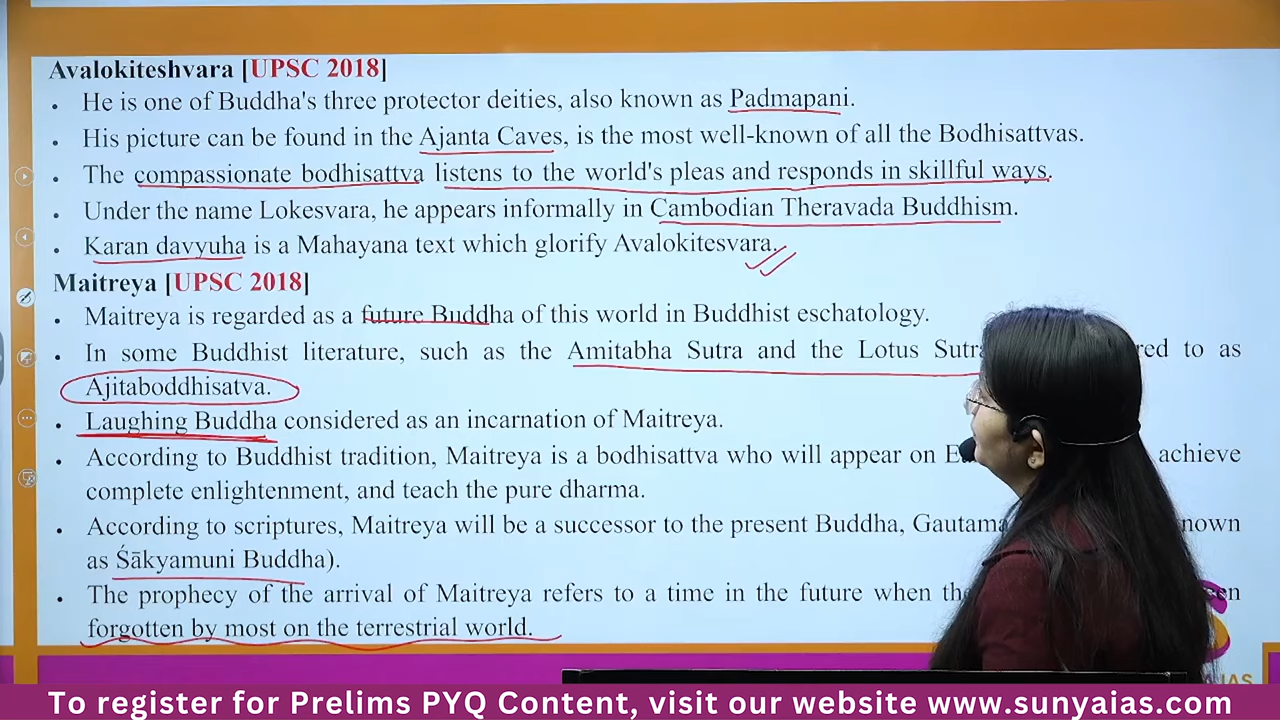 Avalokiteshvara [UPSC 2018]
• He is one of Buddha's three protector deities, also known as Padmapani.
• His picture can be found in the Ajanta Caves, is the most well-known of all the Bodhisattvas.
• The compassionate bodhisattva listens to the world's pleas and responds in skillful ways.
• Under the name Lokesvara, he appears informally in Cambodian Theravada Buddhism.
• Karan davyuha is a Mahayana text which glorify Avalokitesvara.
Maitreya [UPSC 2018]
• Maitreya is regarded as a future Buddha of this world in Buddhist eschatology.
• In some Buddhist literature, such as the Amitabha Sutra and the Lotus Sutra to as
Ajitaboddhisatva.
• Laughing Buddha considered as an incarnation of Maitreya.
• According to Buddhist tradition, Maitreya is a bodhisattva who will appear on achieve
complete enlightenment, and teach the pure dharma.
• According to scriptures, Maitreya will be a successor to the present Buddha, Gautama
as Śākyamuni Buddha).
• The prophecy of the arrival of Maitreya refers to a time in the future when
forgotten by most on the terrestrial world.
To register for Prelims PYQ Content, visit our website www.sunyaias.com